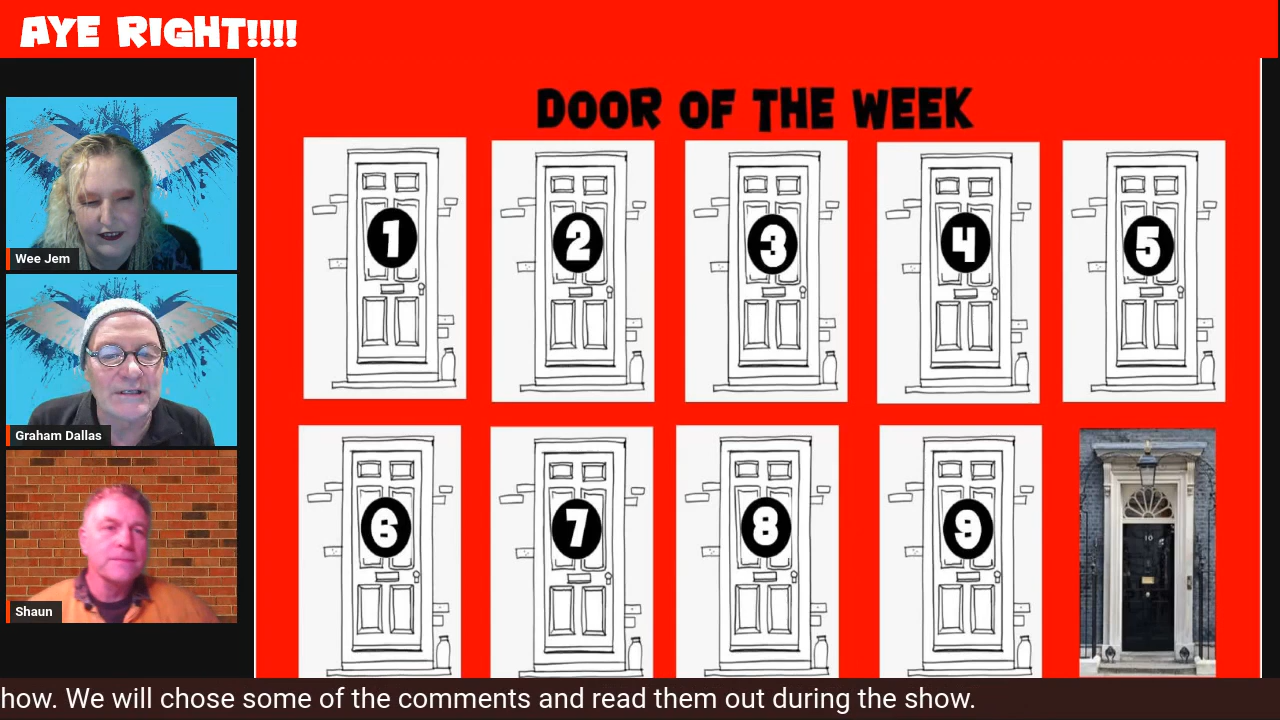 AYE RIGHT!!!!
DOOR OF THE WEEK
1
2
3
4
5
6
7
8
9
10
Wee Jem
Graham Dallas
Shaun
how. We will chose some of the comments and read them out during the show.